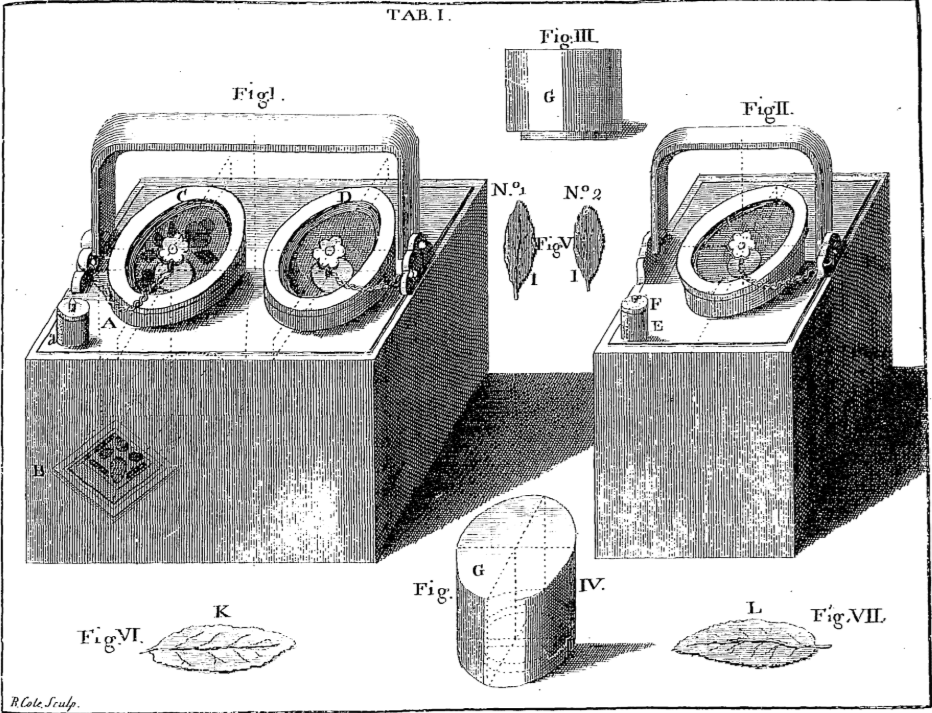 TAB. I.
Fig. III.
G
Fig I.
Fig II.
C
D
N.º 1
N.º 2
Fig V
I
I
A
a
F
E
B
G
Fig.
IV.
K
Fig VI.
L
Fig. VII.
R. Cole, Sculp.